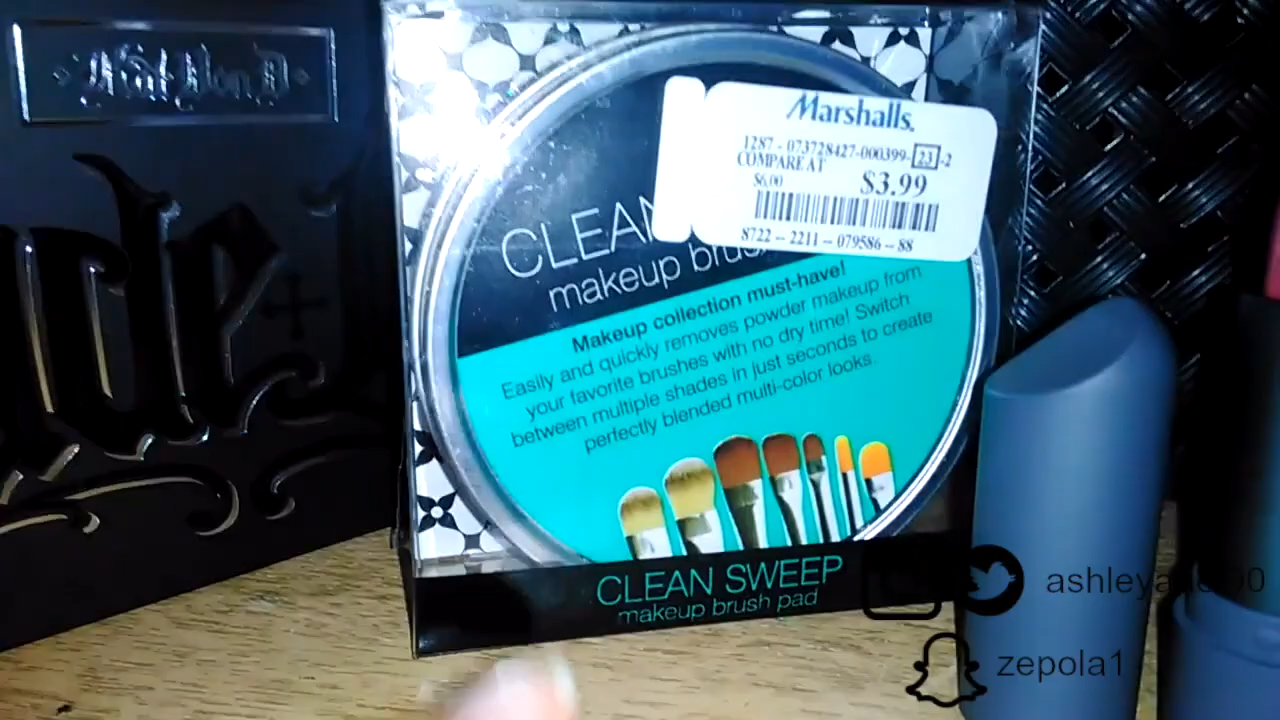 Kat Von D
Marshalls.
1287 - 073728427-000399-23-2
COMPARE AT
$6.00
$3.99
8722 - 2211 - 079586 - 88
CLEAN
makeup
Makeup collection must-have!
Easily and quickly removes powder makeup from
your favorite brushes with no dry time! Switch
between multiple shades in just seconds to create
perfectly blended multi-color looks.
CLEAN SWEEP
makeup brush pad
zepola1